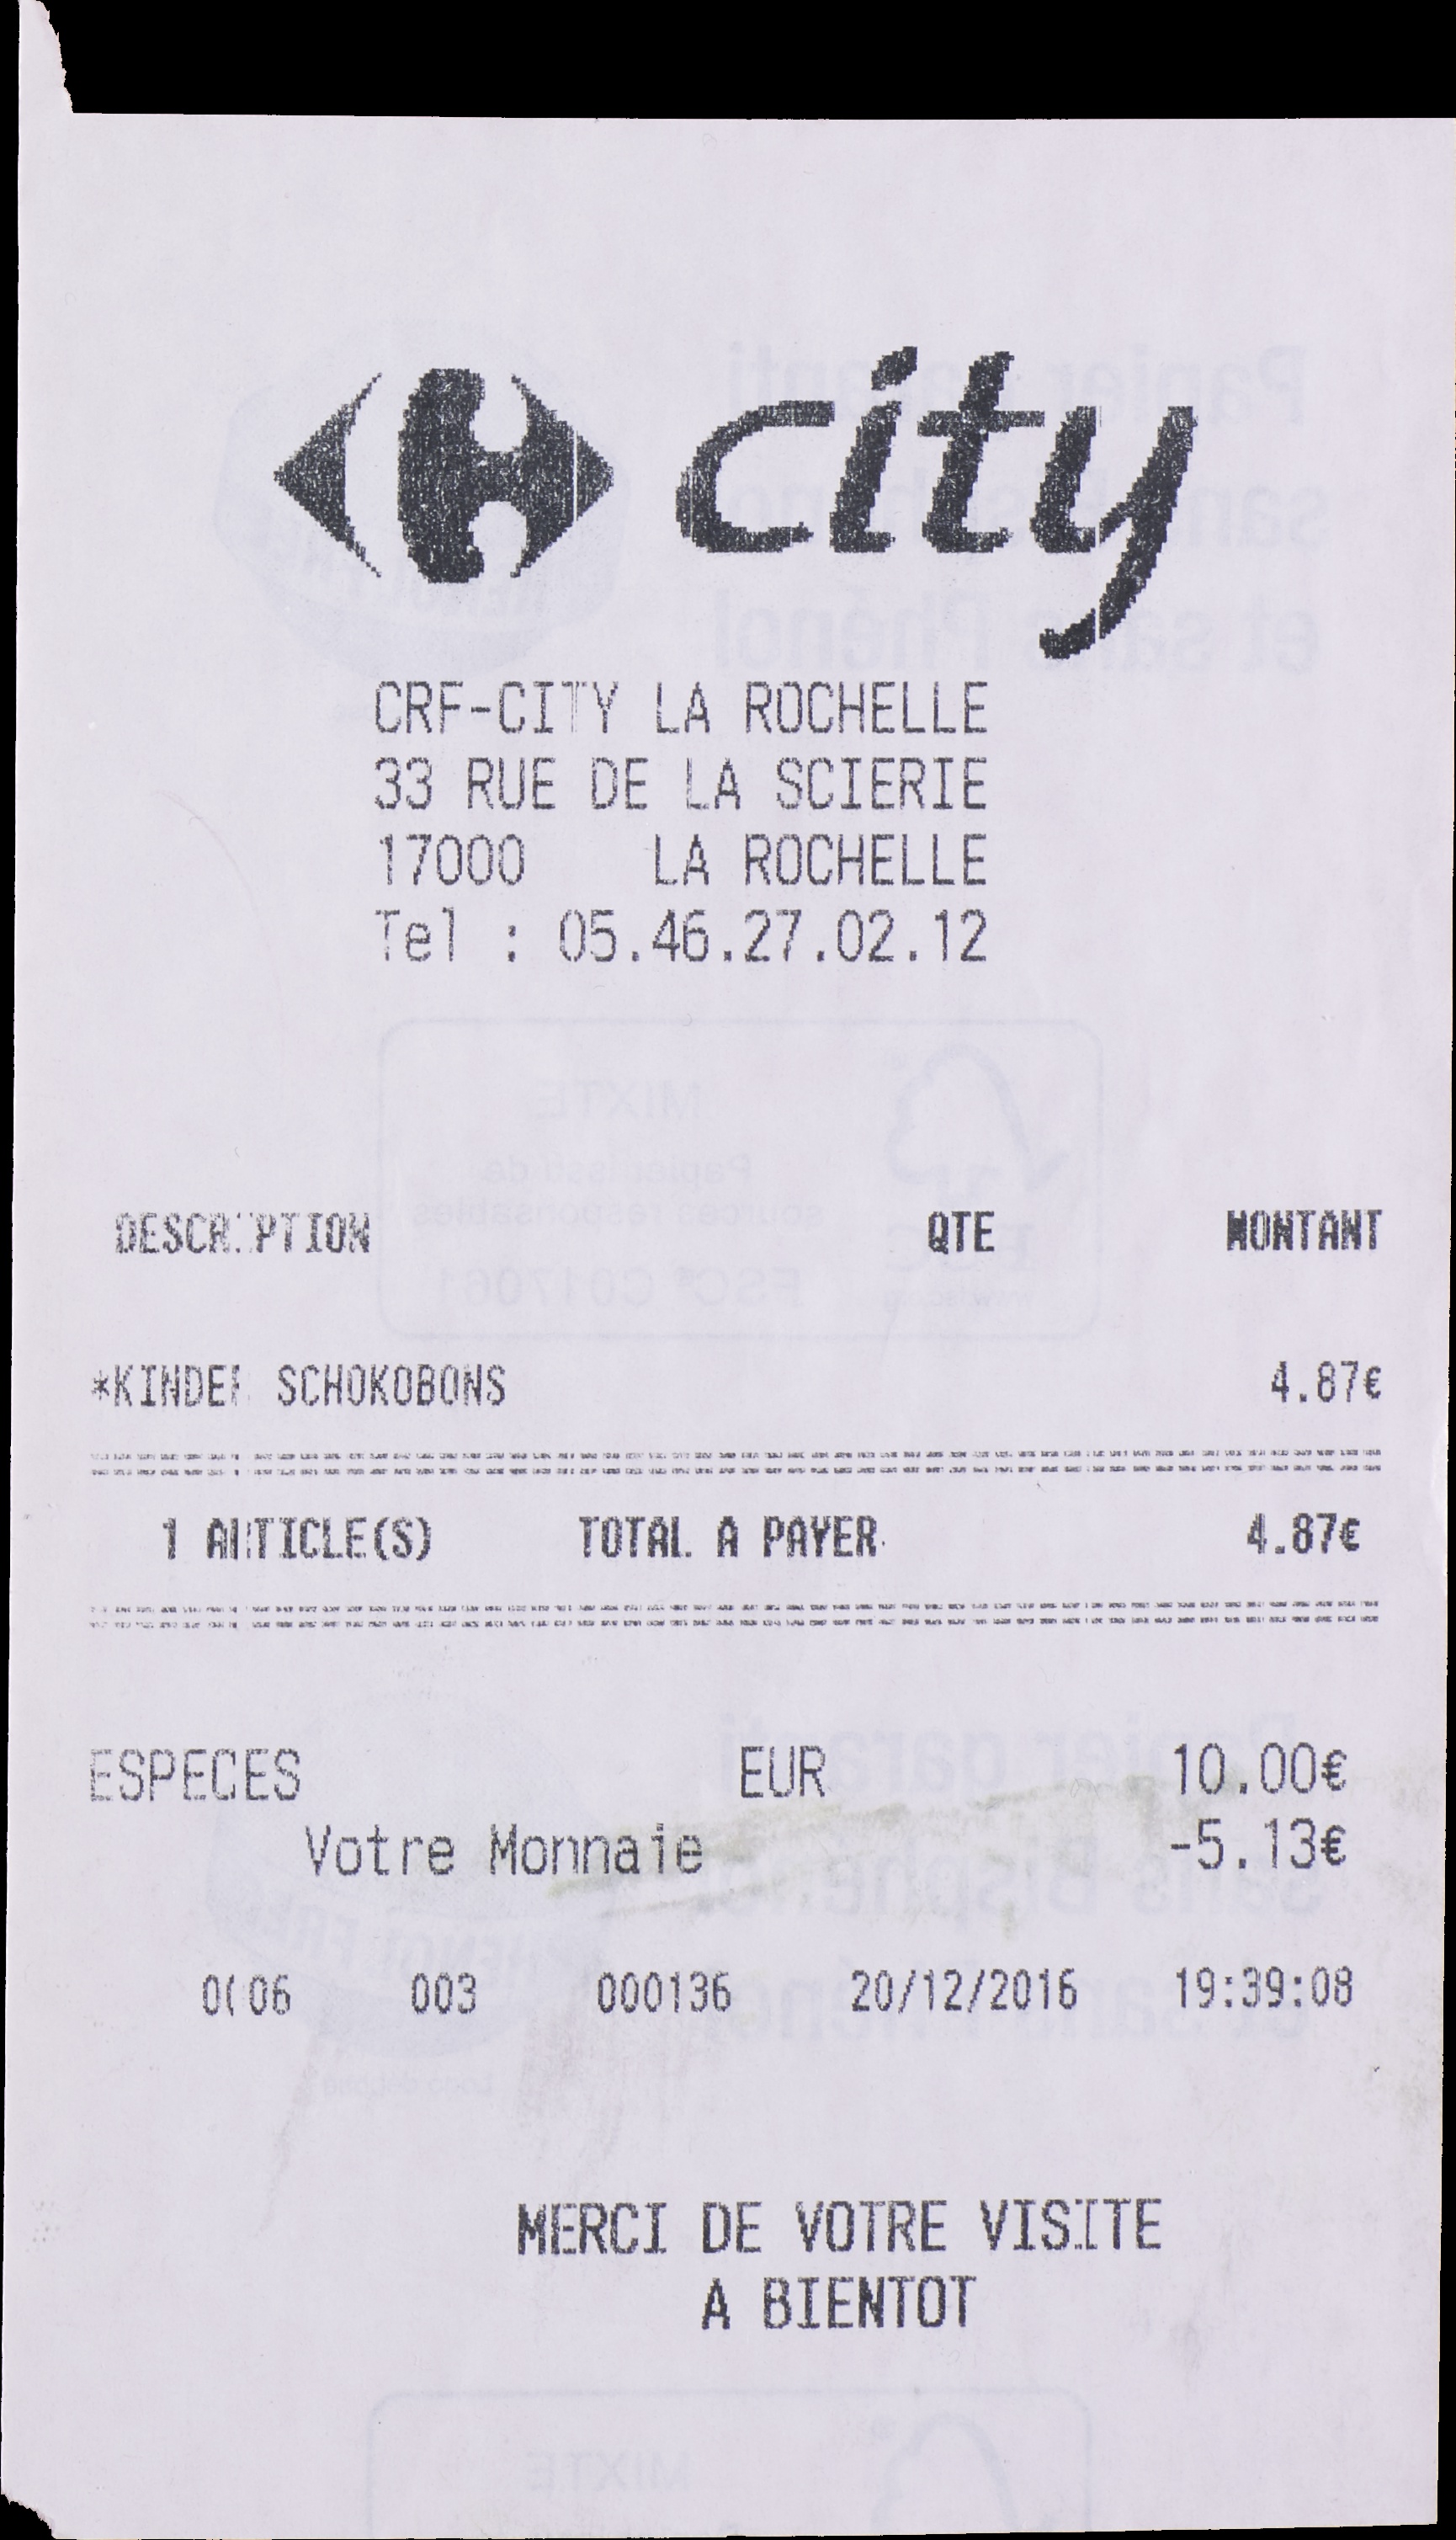 city
CRF-CITY LA ROCHELLE
33 RUE DE LA SCIERIE
17000 LA ROCHELLE
Tel : 05.46.27.02.12
DESCRIPTION QTE MONTANT
*KINDER SCHOKOBONS 4.87€
1 ARTICLE(S) TOTAL A PAYER 4.87€
ESPECES EUR 10.00€
Votre Monnaie -5.13€
0006 003 000136 20/12/2016 19:39:08
MERCI DE VOTRE VISITE
A BIENTOT